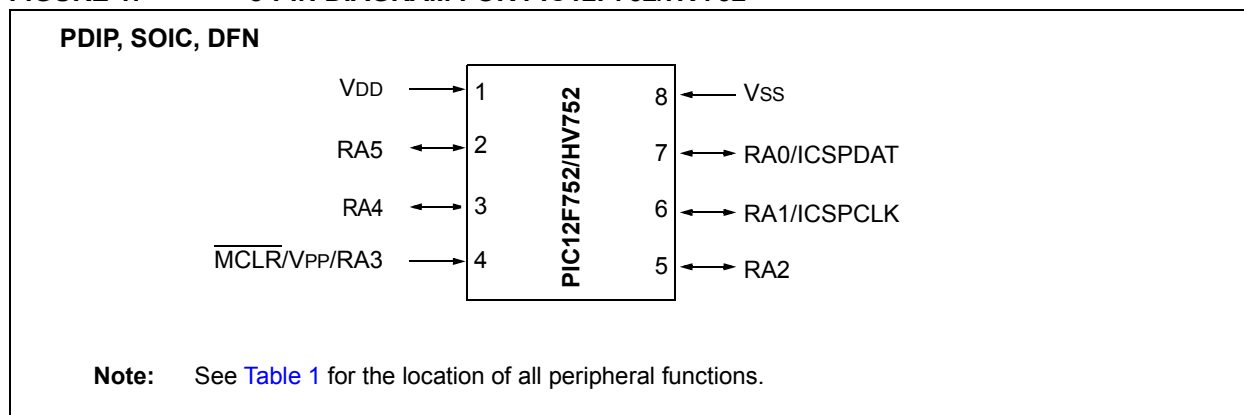 PDIP, SOIC, DFN
VDD 1 8 VSS
RA5 2 7 RA0/ICSPDAT
RA4 3 6 RA1/ICSPCLK
MCLR/VPP/RA3 4 5 RA2
PIC12F752/HV752
Note: See Table 1 for the location of all peripheral functions.